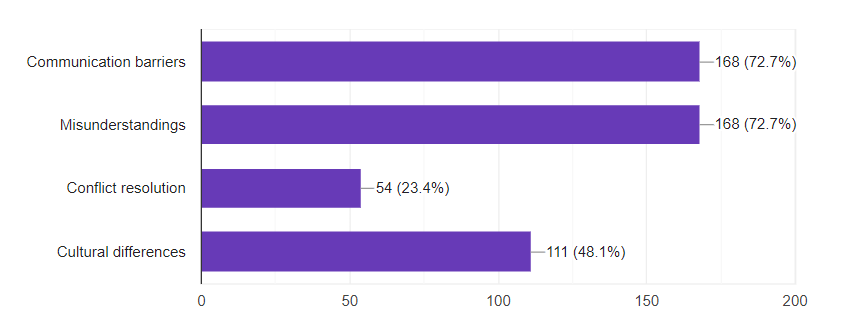 Communication barriers 168 (72.7%)
Misunderstandings 168 (72.7%)
Conflict resolution 54 (23.4%)
Cultural differences 111 (48.1%)
0 50 100 150 200